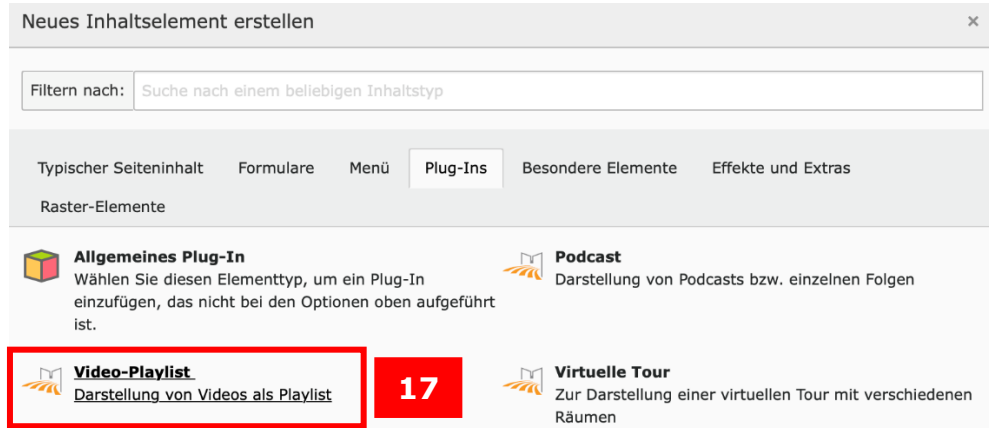 Neues Inhaltselement erstellen ×
Filtern nach: Suche nach einem beliebigen Inhaltstyp
Typischer Seiteninhalt Formulare Menü Plug-Ins Besondere Elemente Effekte und Extras
Raster-Elemente
Allgemeines Plug-In
Wählen Sie diesen Elementtyp, um ein Plug-In
einzufügen, das nicht bei den Optionen oben aufgeführt
ist.
Podcast
Darstellung von Podcasts bzw. einzelnen Folgen
Video-Playlist
Darstellung von Videos als Playlist
17
Virtuelle Tour
Zur Darstellung einer virtuellen Tour mit verschiedenen
Räumen